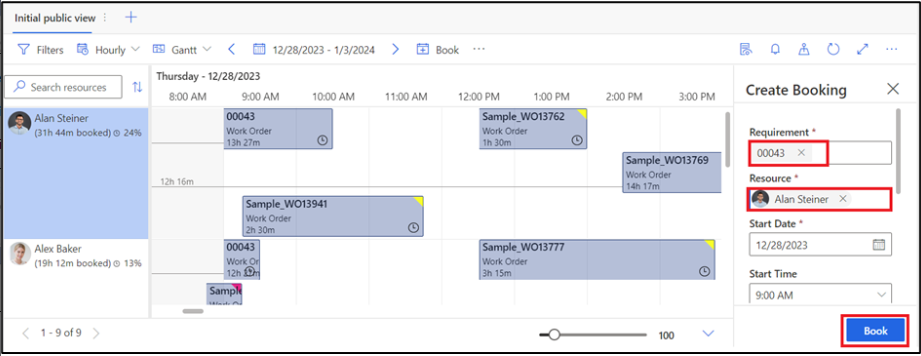 Initial public view
Filters Hourly Gantt 12/28/2023 - 1/3/2024 Book
Search resources
Thursday - 12/28/2023
8:00 AM 9:00 AM 10:00 AM 11:00 AM 12:00 PM 1:00 PM 2:00 PM 3:00 PM
Alan Steiner
(31h 44m booked) 24%
00043
Work Order
13h 27m
Sample_WO13762
Work Order
1h 30m
Sample_WO13769
Work Order
14h 17m
12h 16m
Sample_WO13941
Work Order
2h 30m
Alex Baker
(19h 12m booked) 13%
00043
Work Or
12h
Sample_WO13777
Work Order
3h 15m
Sample
Work Or
1 - 9 of 9
100
Create Booking
Requirement *
00043
Resource *
Alan Steiner
Start Date *
12/28/2023
Start Time
9:00 AM
Book